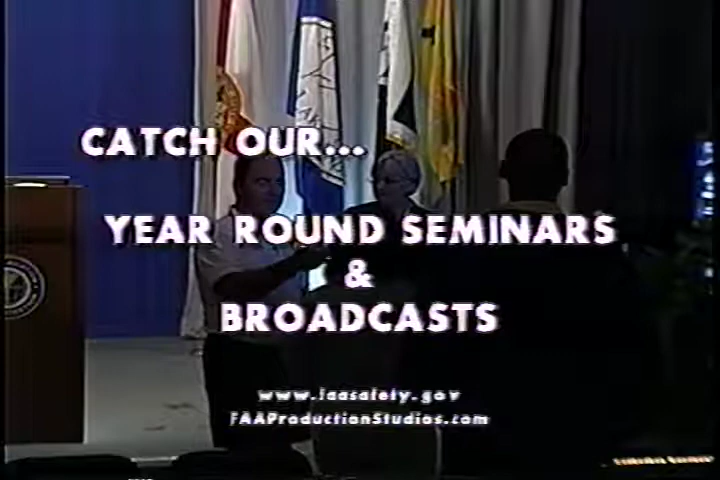 CATCH OUR...
YEAR ROUND SEMINARS
&
BROADCASTS
www.faasafety.gov
FAAProductionStudios.com